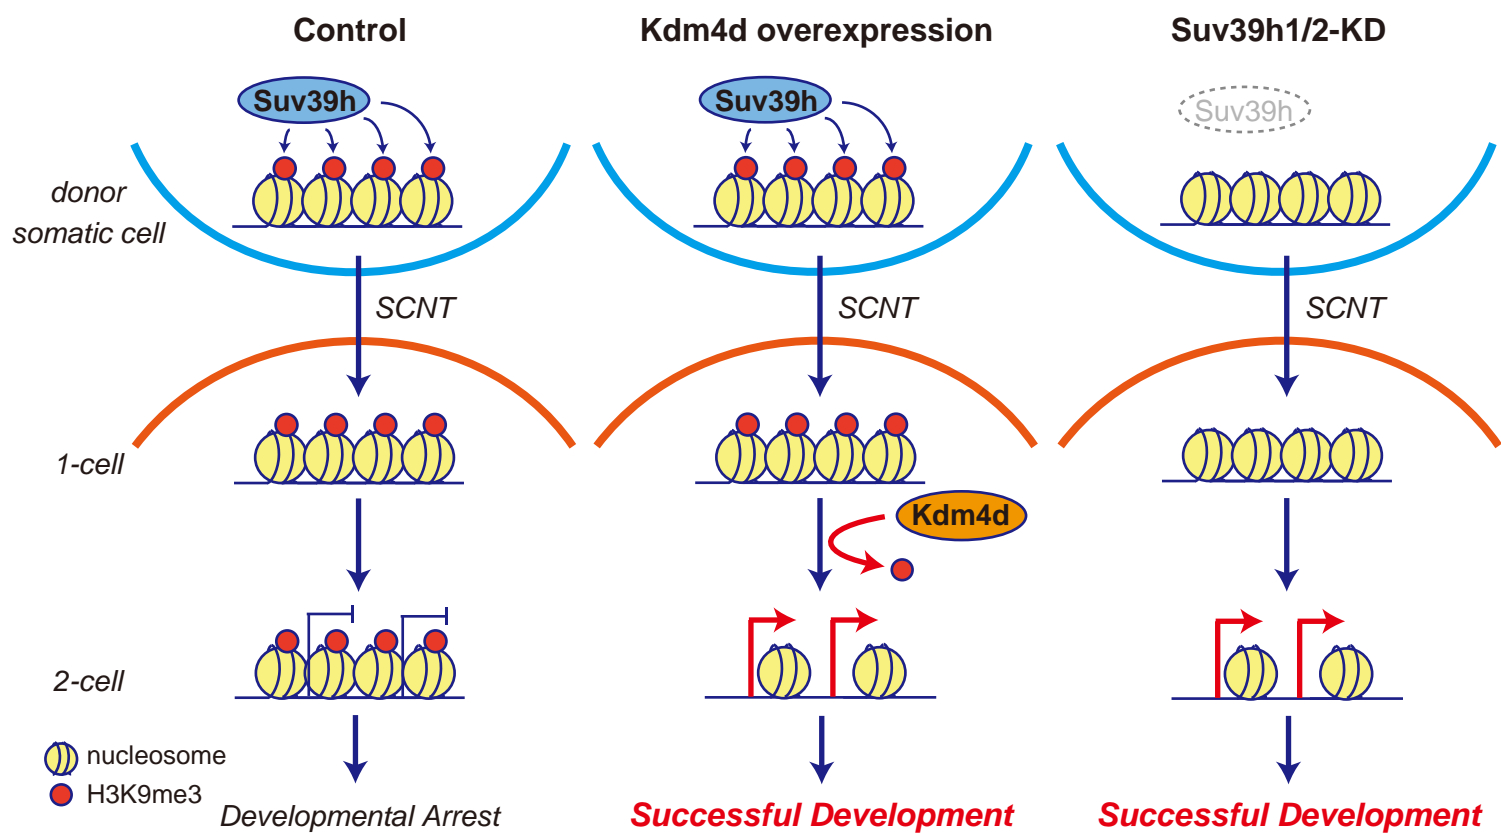 Control
Kdm4d overexpression
Suv39h1/2-KD
Suv39h
Suv39h
Suv39h
donor
somatic cell
SCNT
SCNT
SCNT
1-cell
Kdm4d
2-cell
nucleosome
H3K9me3
Developmental Arrest
Successful Development
Successful Development